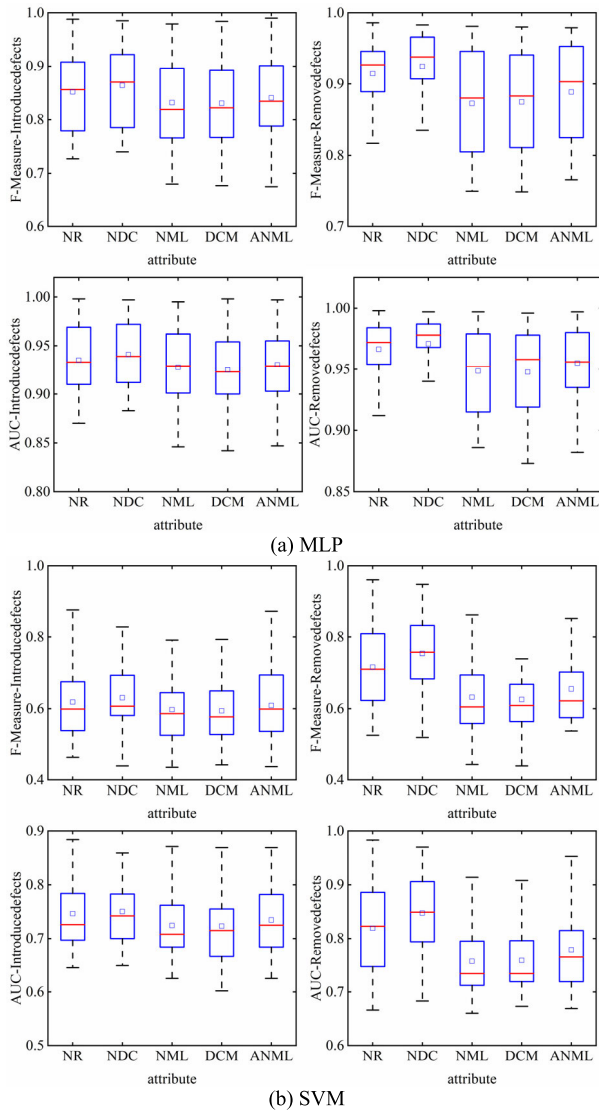 F-Measure-Introducedefects
1.0
0.9
0.8
0.7
0.6
NR NDC NML DCM ANML
attribute
F-Measure-Removedefects
1.0
0.9
0.8
0.7
NR NDC NML DCM ANML
attribute
AUC-Introducedefects
1.00
0.95
0.90
0.85
0.80
NR NDC NML DCM ANML
attribute
AUC-Removedefects
1.00
0.95
0.90
0.85
NR NDC NML DCM ANML
attribute
(a) MLP
F-Measure-Introducedefects
1.0
0.8
0.6
0.4
NR NDC NML DCM ANML
attribute
F-Measure-Removedefects
1.0
0.8
0.6
0.4
NR NDC NML DCM ANML
attribute
AUC-Introducedefects
0.9
0.8
0.7
0.6
0.5
NR NDC NML DCM ANML
attribute
AUC-Removedefects
1.0
0.9
0.8
0.7
0.6
NR NDC NML DCM ANML
attribute
(b) SVM